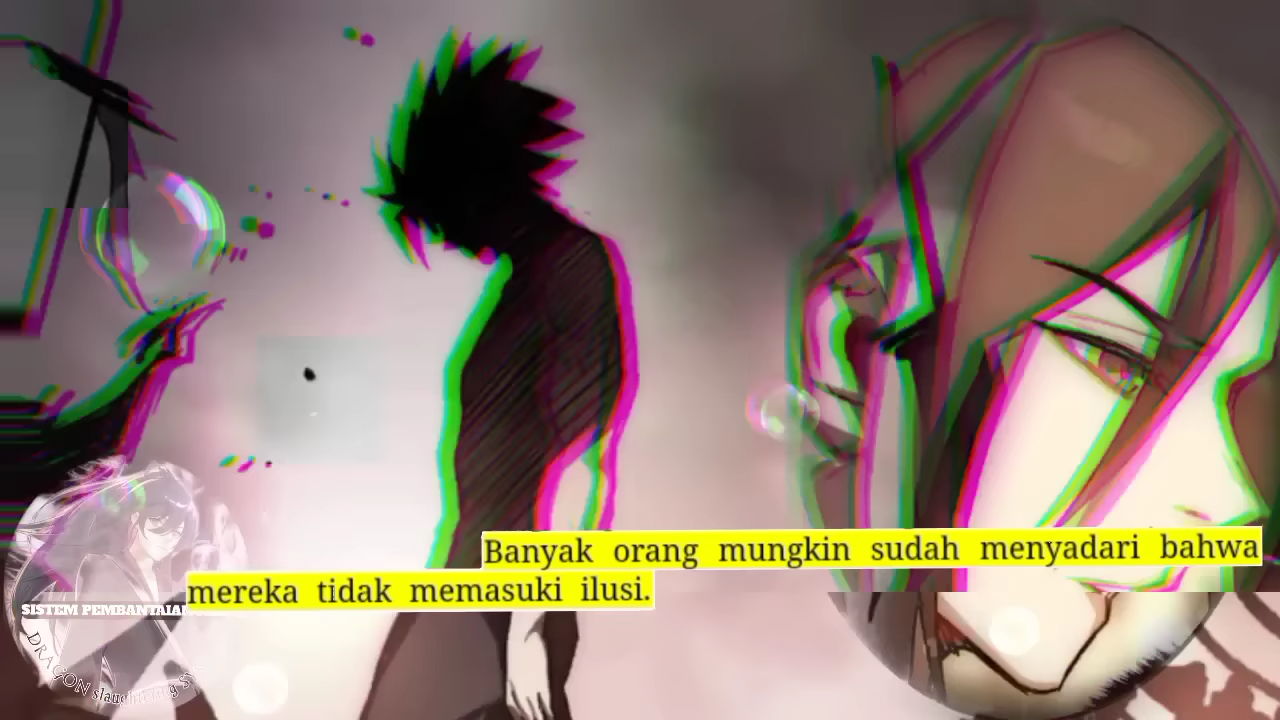 Banyak orang mungkin sudah menyadari bahwa
mereka tidak memasuki ilusi.
SISTEM PEMBANTAIAN
DRAGON